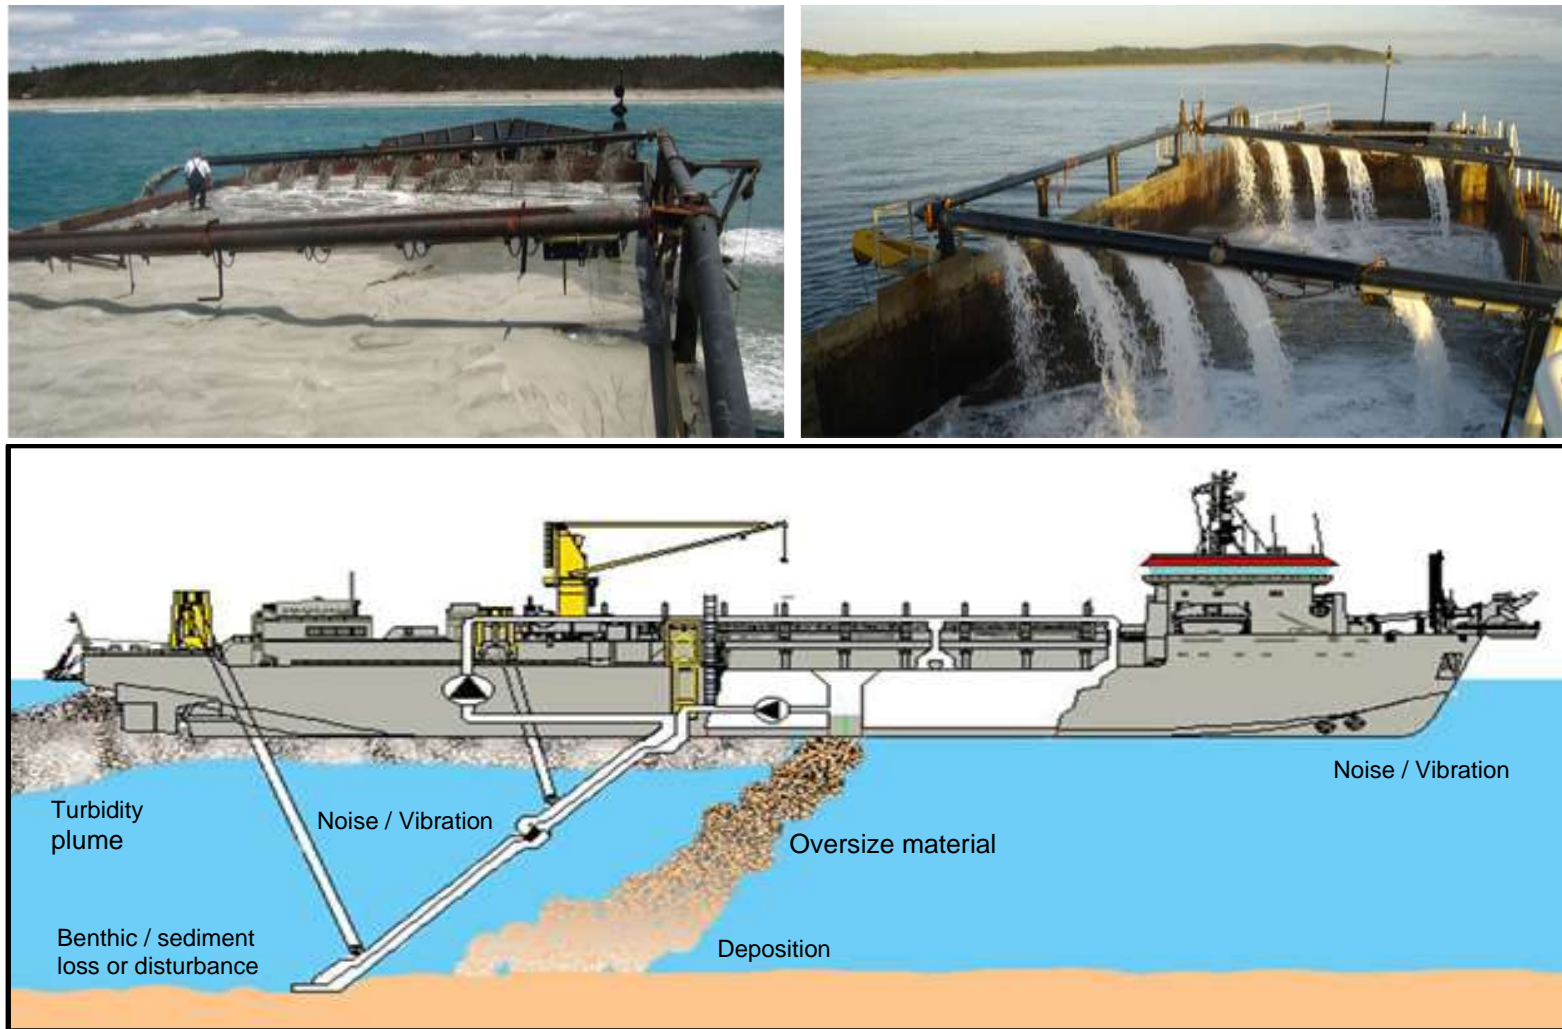 Noise / Vibration
Turbidity
plume
Noise / Vibration
Oversize material
Benthic / sediment
loss or disturbance
Deposition